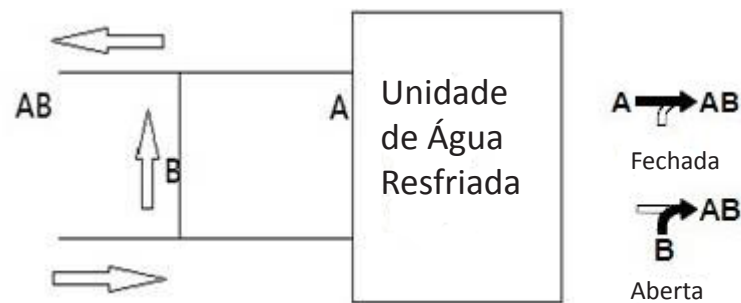 AB
B
A
Unidade
de Água
Resfriada
A AB
Fechada
AB
B
Aberta